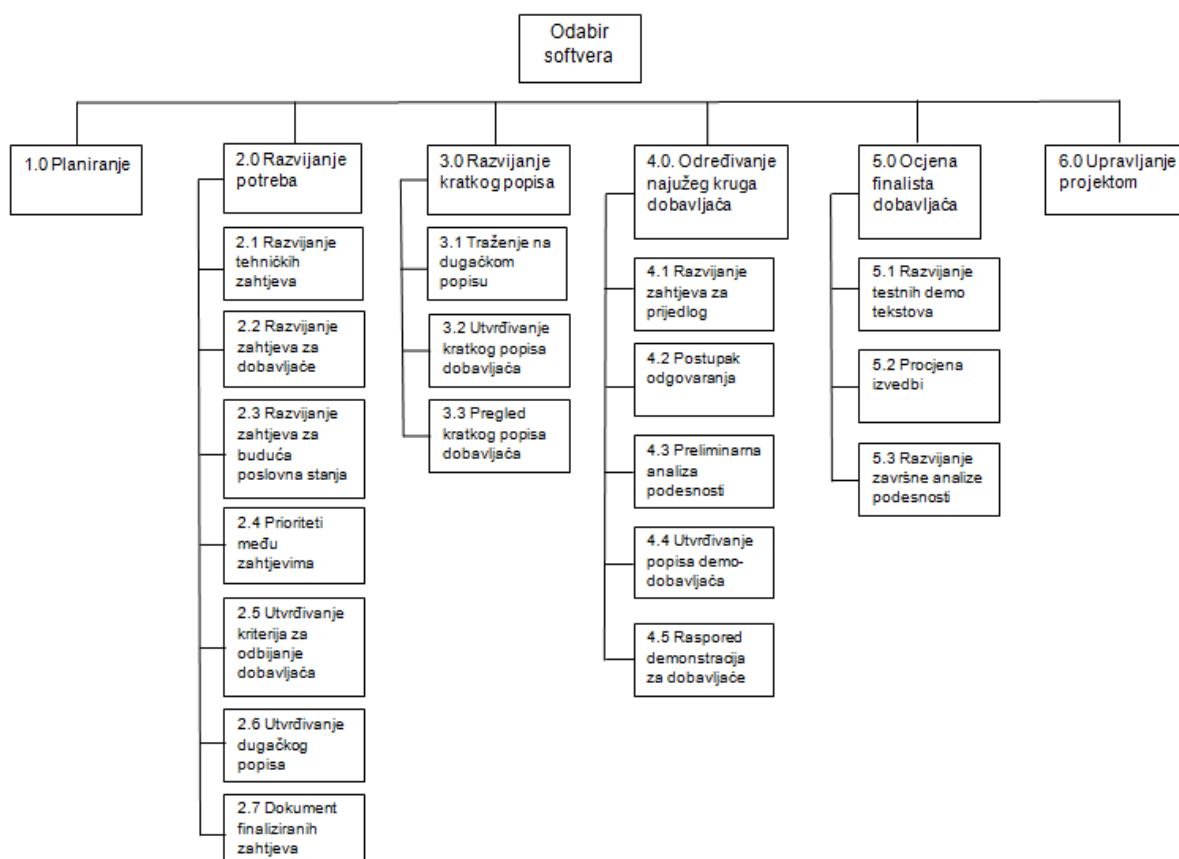 Odabir
softvera
1.0 Planiranje
2.0 Razvijanje
potreba
2.1 Razvijanje
tehničkih
zahtjeva
2.2 Razvijanje
zahtjeva za
dobavljače
2.3 Razvijanje
zahtjeva za
buduća
poslovna stanja
2.4 Prioriteti
među
zahtjevima
2.5 Utvrđivanje
kriterija za
odbijanje
dobavljača
2.6 Utvrđivanje
dugačkog
popisa
2.7 Dokument
finaliziranih
zahtjeva
3.0 Razvijanje
kratkog popisa
3.1 Traženje na
dugačkom
popisu
3.2 Utvrđivanje
kratkog popisa
dobavljača
3.3 Pregled
kratkog popisa
dobavljača
4.0. Određivanje
najužeg kruga
dobavljača
4.1 Razvijanje
zahtjeva za
prijedlog
4.2 Postupak
odgovaranja
4.3 Preliminarna
analiza
podesnosti
4.4 Utvrđivanje
popisa demo-
dobavljača
4.5 Raspored
demonstracija
za dobavljače
5.0 Ocjena
finalista
dobavljača
5.1 Razvijanje
testnih demo
tekstova
5.2 Procjena
izvedbi
5.3 Razvijanje
završne analize
podesnosti
6.0 Upravljanje
projektom